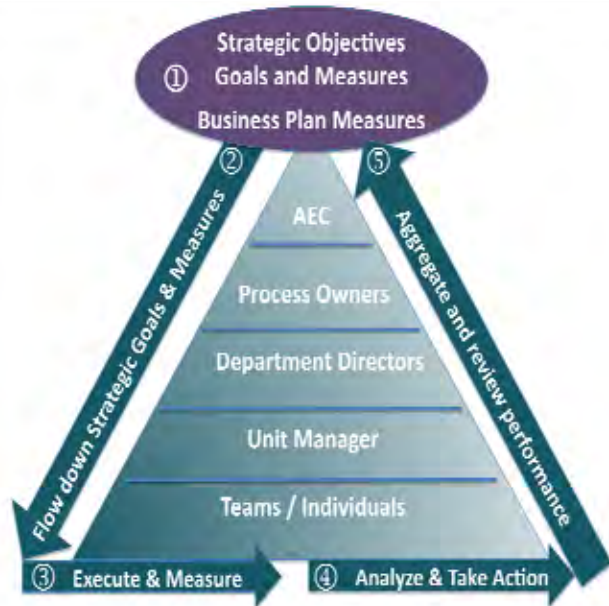 Strategic Objectives
① Goals and Measures
Business Plan Measures
② Flow down Strategic Goals & Measures
⑤ Aggregate and review performance
AEC
Process Owners
Department Directors
Unit Manager
Teams / Individuals
③ Execute & Measure
④ Analyze & Take Action